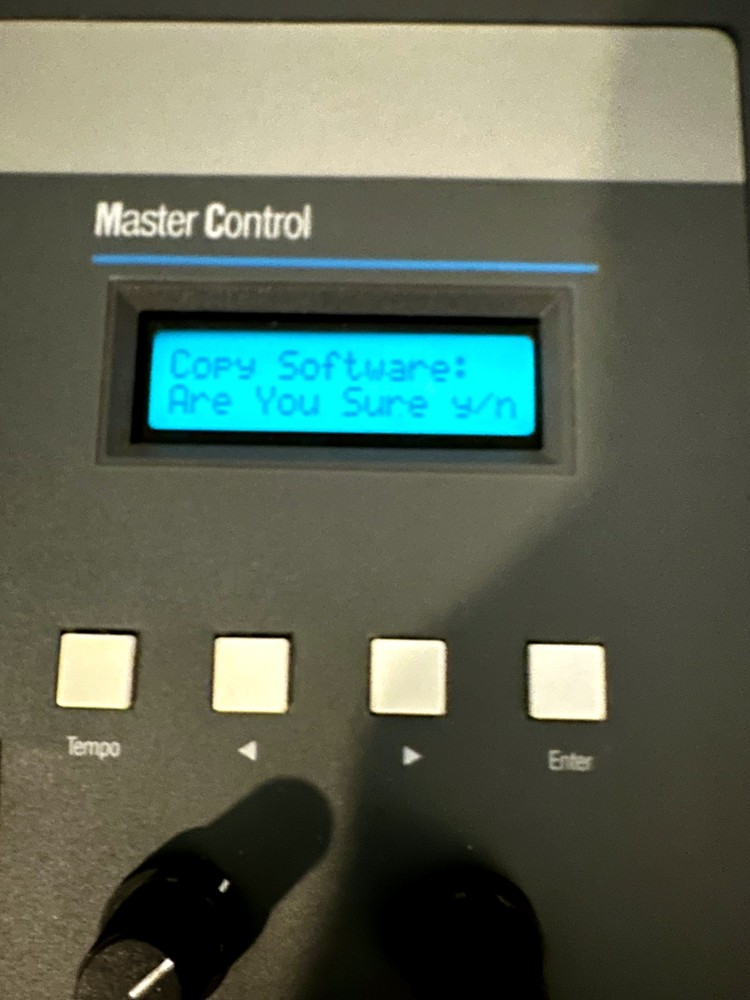 Master Control
Copy Software:
Are You Sure y/n
Tempo
◀
▶
Enter